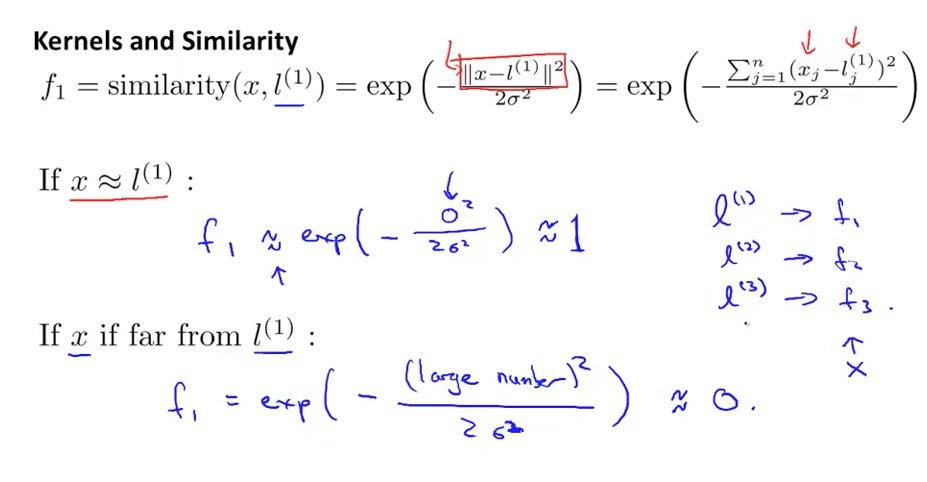 Kernels and Similarity
f₁ = similarity(x, l⁽¹⁾) = exp(−‖x−l⁽¹⁾‖²/2σ²) = exp(−∑ⁿⱼ₌₁(xⱼ−lⱼ⁽¹⁾)²/2σ²)
If x ≈ l⁽¹⁾ :
f₁ ≈ exp(−0²/2σ²) ≈ 1
l⁽¹⁾ → f₁
l⁽²⁾ → f₂
l⁽³⁾ → f₃.
↑
x
If x if far from l⁽¹⁾ :
f₁ = exp(−(large number)²/2σ²) ≈ 0.